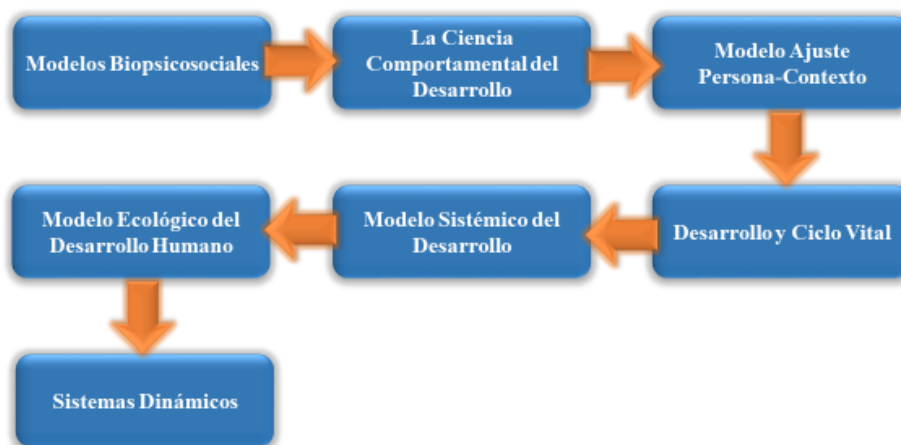 Modelos Biopsicosociales
La Ciencia
Comportamental del
Desarrollo
Modelo Ajuste
Persona-Contexto
Desarrollo y Ciclo Vital
Modelo Sistémico del
Desarrollo
Modelo Ecológico del
Desarrollo Humano
Sistemas Dinámicos